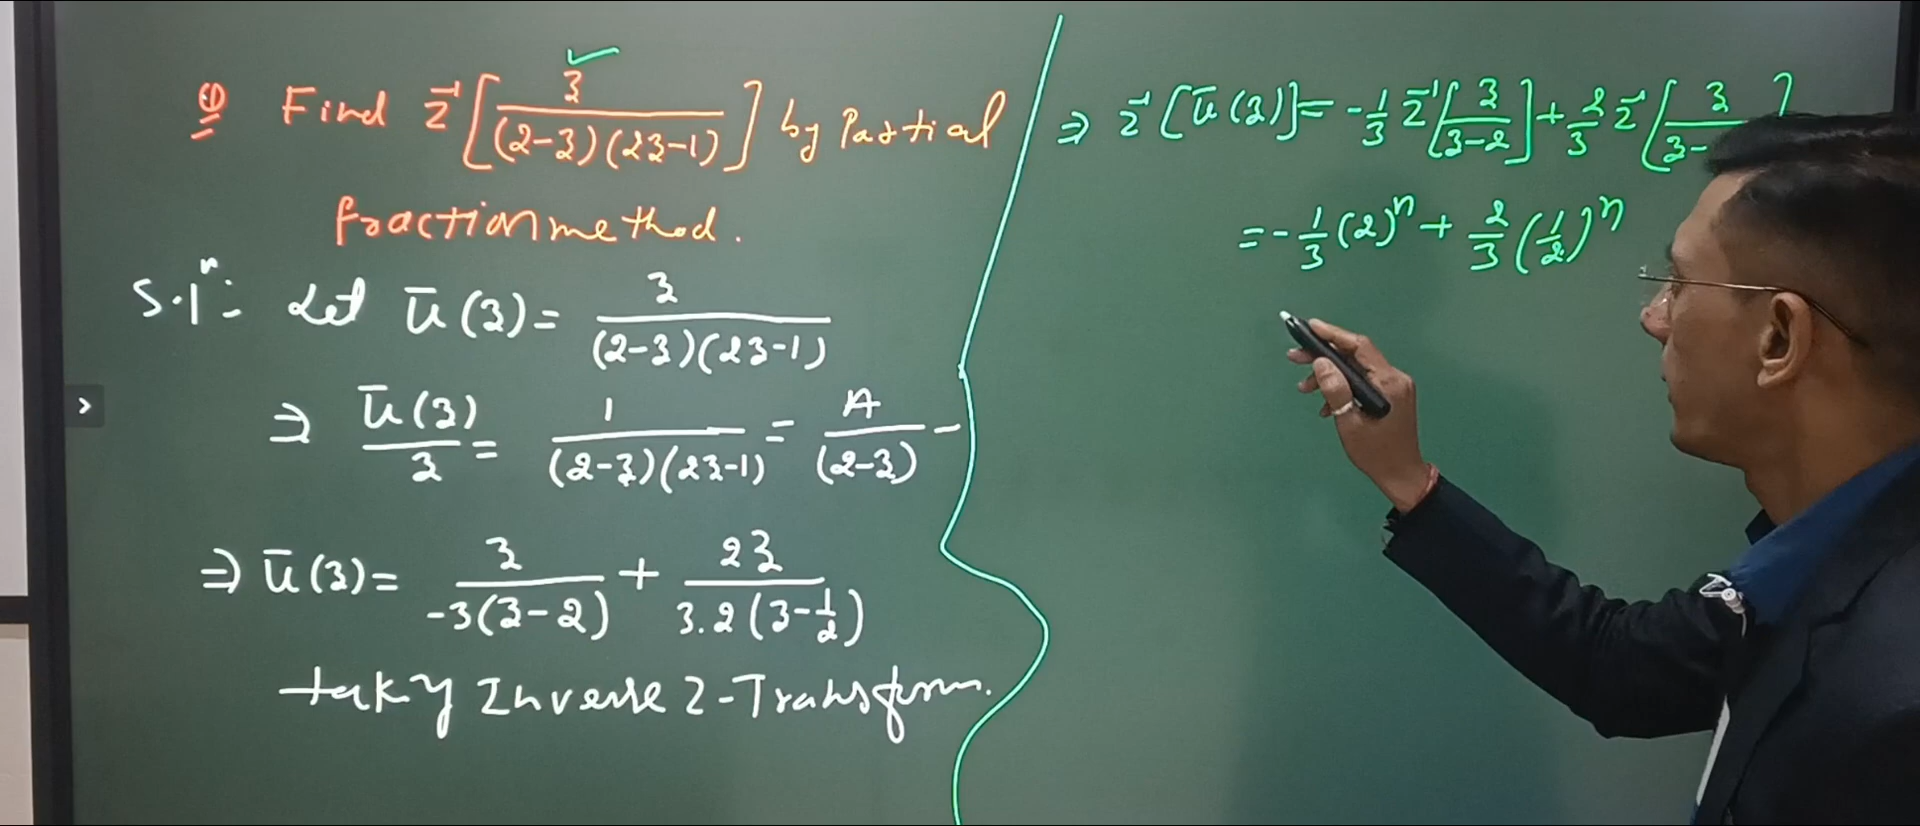 Q Find z⁻¹[z/((2-z)(2z-1))] by Partial
fraction method.
Solⁿ:- Let ū(z) = z/((2-z)(2z-1))
⇒ ū(z)/z = 1/((2-z)(2z-1)) = A/(2-z) -
⇒ ū(z) = z/(-3(z-2)) + 2z/(3.2(z-1/2))
taky Inverse Z-Transform.
⇒ z⁻¹[ū(z)] = -1/3 z⁻¹[z/(z-2)] + 2/3 z⁻¹[z/(z-
= -1/3 (2)ⁿ + 2/3 (1/2)ⁿ